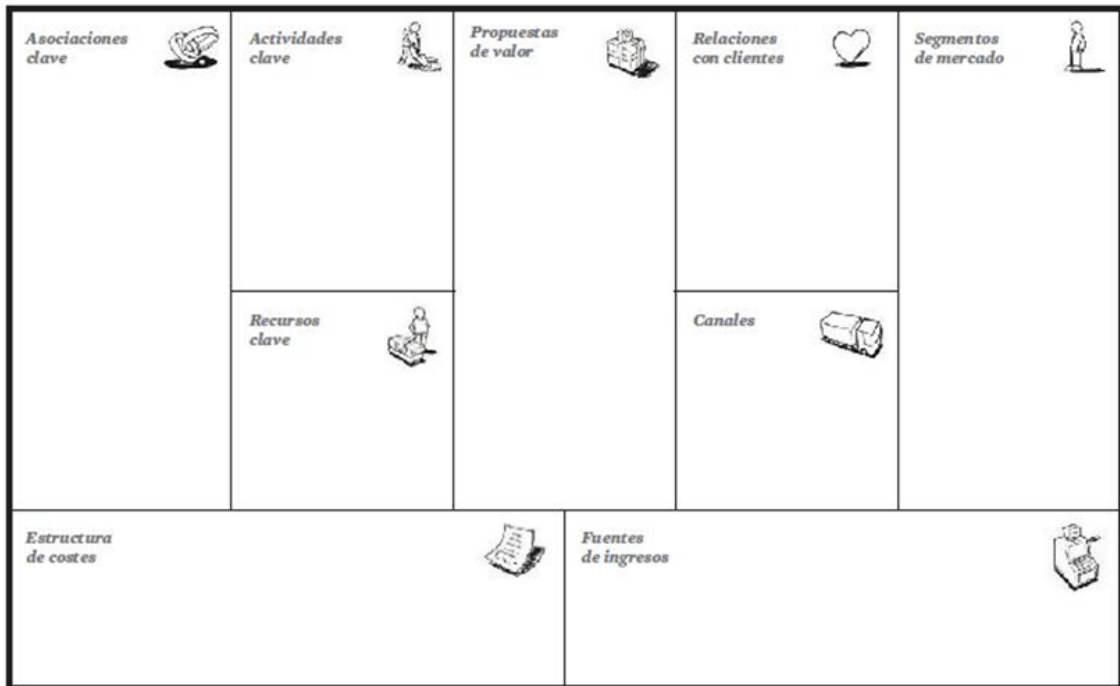 Asociaciones
clave
Actividades
clave
Propuestas
de valor
Relaciones
con clientes
Segmentos
de mercado
Recursos
clave
Canales
Estructura
de costes
Fuentes
de ingresos